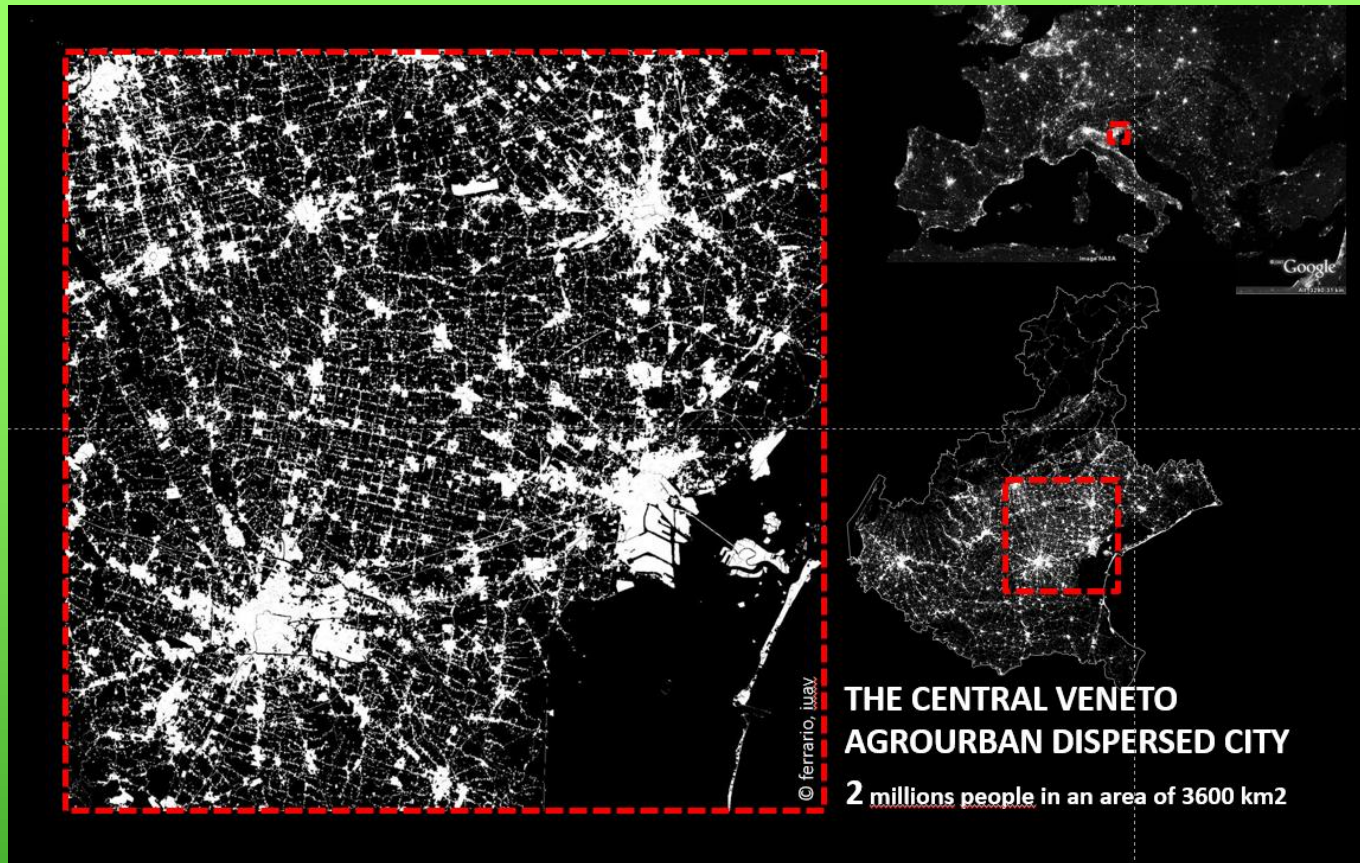 Image NASA
Google
© ferrario, iuav
THE CENTRAL VENETO
AGROURBAN DISPERSED CITY
2 millions people in an area of 3600 km2